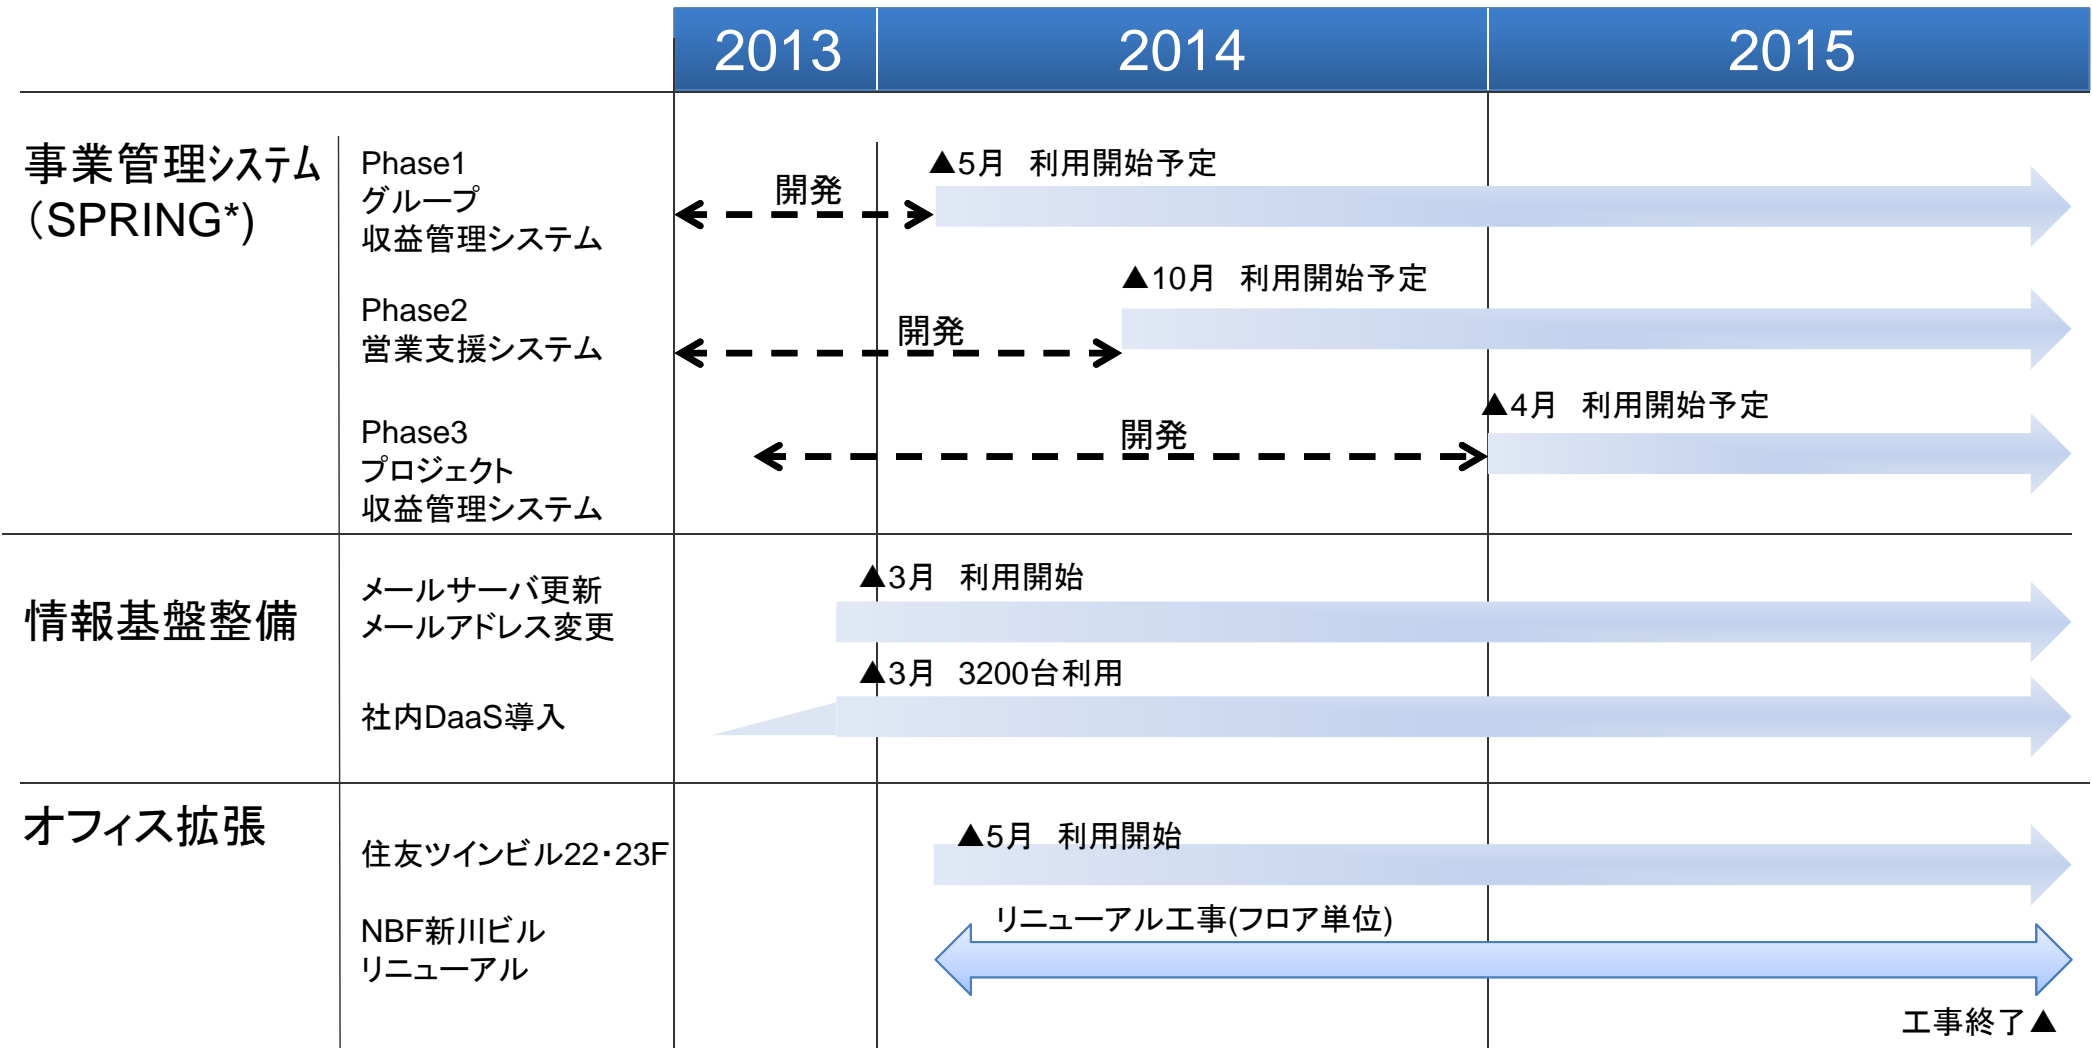 2013 2014 2015
事業管理システム
（SPRING*)
Phase1
グループ
収益管理システム
開発
▲5月　利用開始予定
Phase2
営業支援システム
開発
▲10月　利用開始予定
Phase3
プロジェクト
収益管理システム
開発
▲4月　利用開始予定
情報基盤整備
メールサーバ更新
メールアドレス変更
▲3月　利用開始
社内DaaS導入
▲3月　3200台利用
オフィス拡張
住友ツインビル22・23F
▲5月　利用開始
NBF新川ビル
リニューアル
リニューアル工事(フロア単位)
工事終了▲